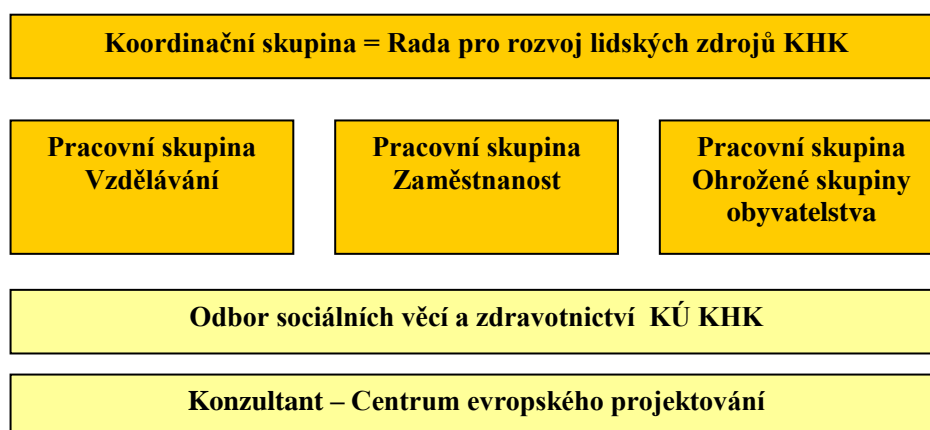 Koordinační skupina = Rada pro rozvoj lidských zdrojů KHK
Pracovní skupina
Vzdělávání
Pracovní skupina
Zaměstnanost
Pracovní skupina
Ohrožené skupiny
obyvatelstva
Odbor sociálních věcí a zdravotnictví KÚ KHK
Konzultant – Centrum evropského projektování